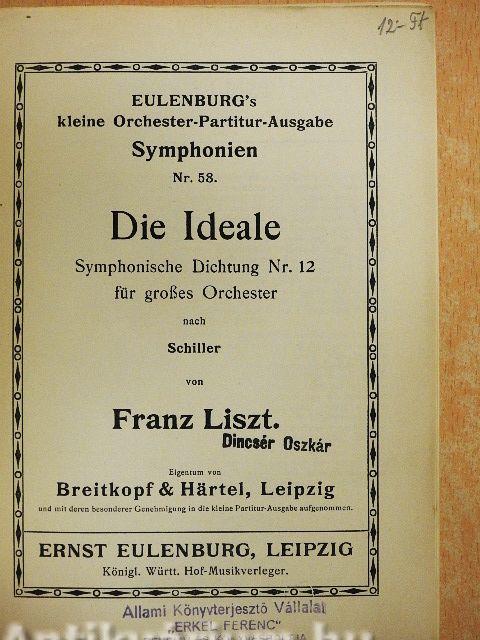 12.- Ft
EULENBURG's
kleine Orchester-Partitur-Ausgabe
Symphonien
Nr. 53.
Die Ideale
Symphonische Dichtung Nr. 12
für großes Orchester
nach
Schiller
von
Franz Liszt.
Dincsér Oszkár
Eigentum von
Breitkopf & Härtel, Leipzig
und mit deren besonderer Genehmigung in die kleine Partitur-Ausgabe aufgenommen.
ERNST EULENBURG, LEIPZIG
Königl. Württ. Hof-Musikverleger.
Allami Könyvterjesztő Vállalat
„ERKEL FERENC"